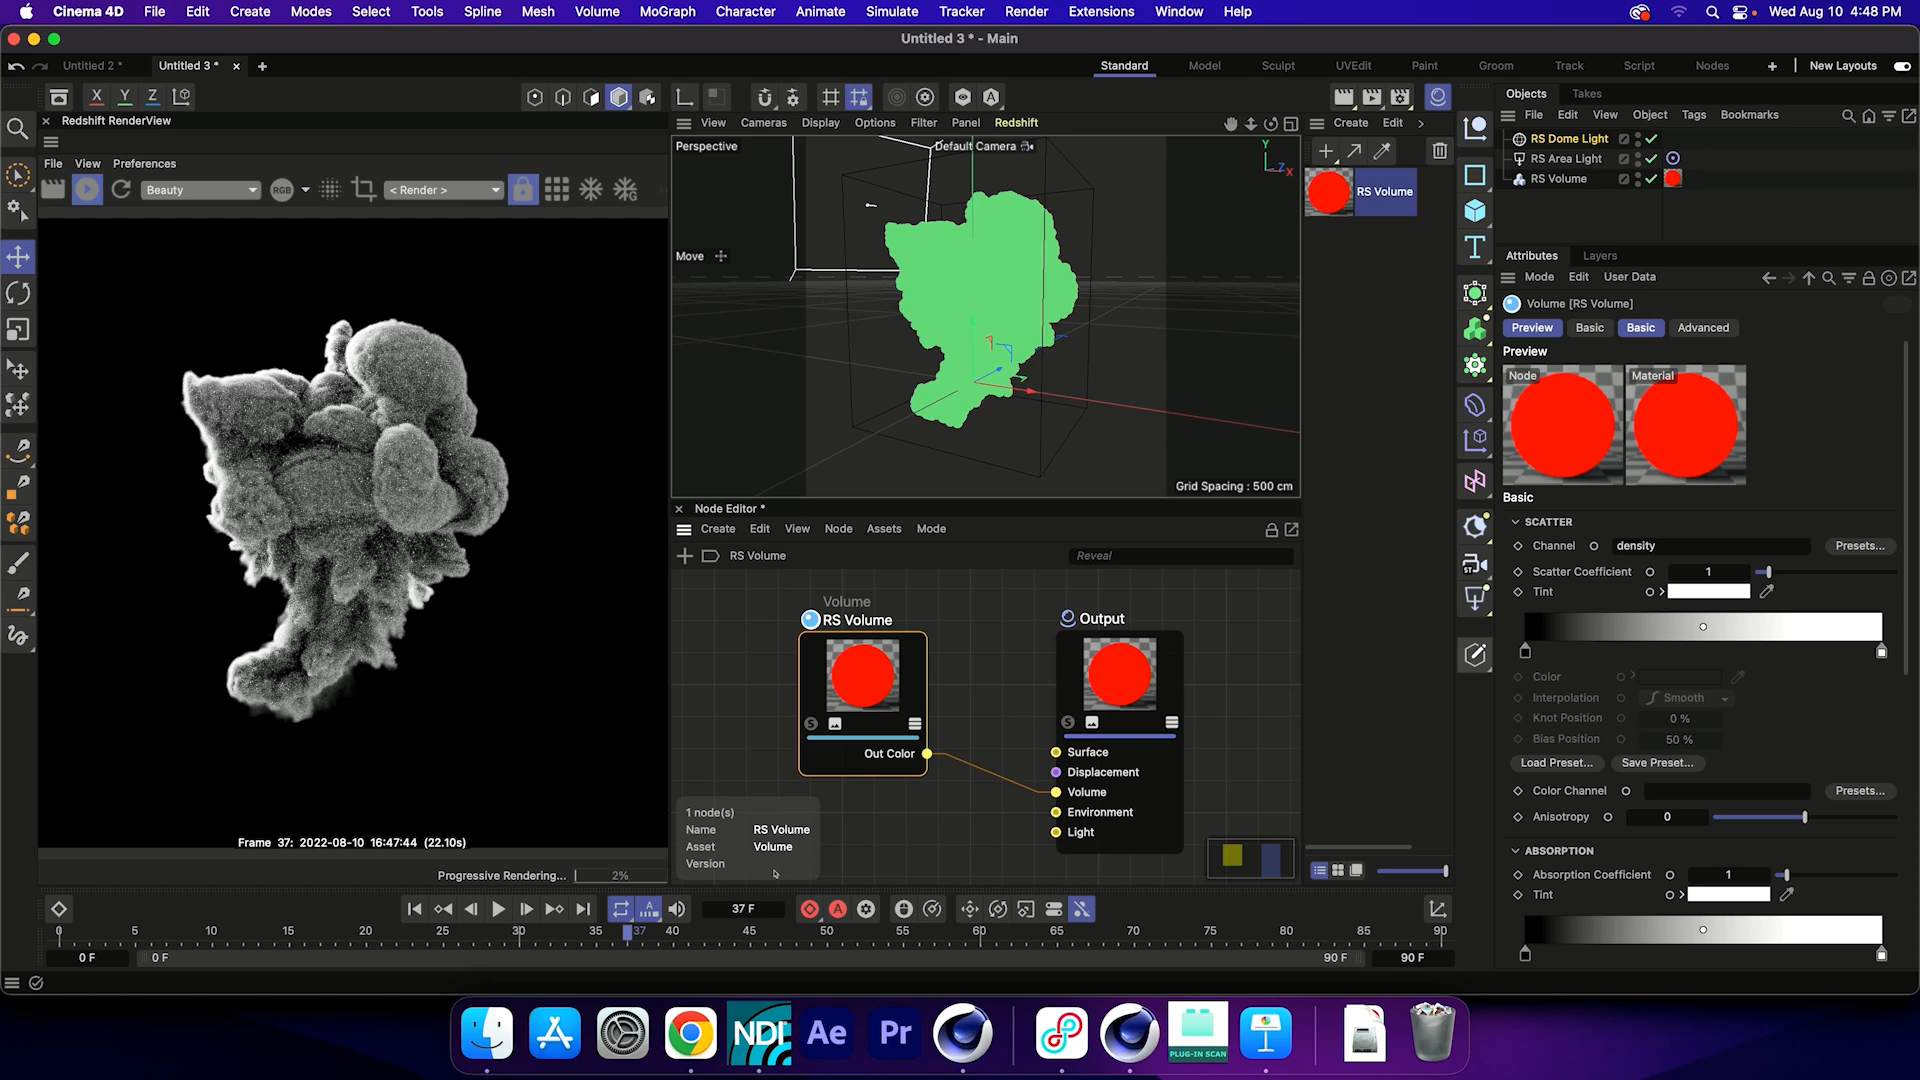 Cinema 4D File Edit Create Modes Select Tools Spline Mesh Volume MoGraph Character Animate Simulate Tracker Render Extensions Window Help Wed Aug 10 4:48 PM
Untitled 3 * - Main
Untitled 2 * Untitled 3 * Standard Model Sculpt UVEdit Paint Groom Track Script Nodes New Layouts
X Y Z
Objects Takes
Redshift RenderView
View Cameras Display Options Filter Panel Redshift
Create Edit
File Edit View Object Tags Bookmarks
File View Preferences
Perspective Default Camera
Y Z X
RS Dome Light
RS Area Light
RS Volume
Beauty RGB < Render >
RS Volume
Move
Attributes Layers
Mode Edit User Data
Volume [RS Volume]
Preview Basic Basic Advanced
Preview
Node Material
Grid Spacing : 500 cm
Basic
Node Editor *
Create Edit View Node Assets Mode
RS Volume Reveal
SCATTER
Channel density Presets...
Scatter Coefficient 1
Tint
Volume
RS Volume
Output
Out Color
Surface
Displacement
Volume
Environment
Light
Color
Interpolation Smooth
Knot Position 0 %
Bias Position 50 %
Load Preset... Save Preset...
Color Channel Presets...
Anisotropy 0
ABSORPTION
Absorption Coefficient 1
Tint
1 node(s)
Name RS Volume
Asset Volume
Version
Frame 37: 2022-08-10 16:47:44 (22.10s)
Progressive Rendering... 2%
37 F
0 5 10 15 20 25 30 35 37 40 45 50 55 60 65 70 75 80 85 90
0 F 0 F 90 F 90 F
NDI Ae Pr PLUG-IN SCAN